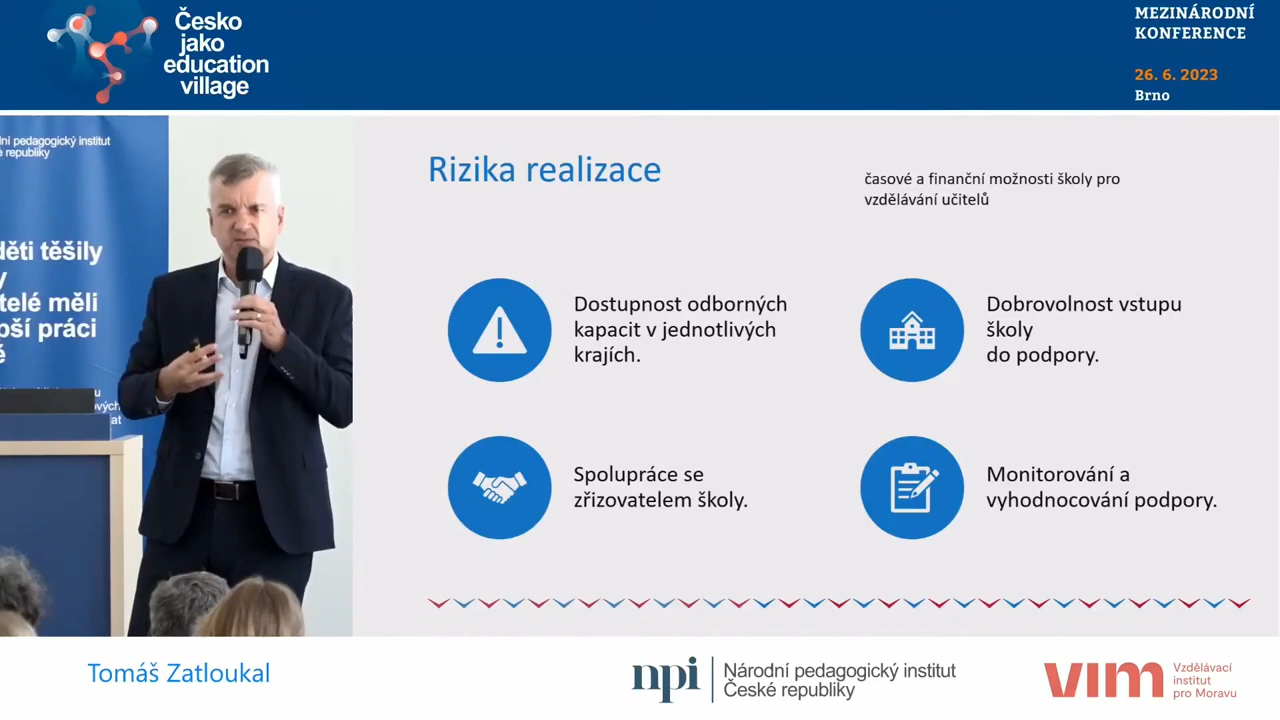 Česko
jako
education
village
MEZINÁRODNÍ
KONFERENCE
26. 6. 2023
Brno
ní pedagogický institut
é republiky
děti těšily
y
telé měli
pší práci
ě
u
ových
at
Rizika realizace
časové a finanční možnosti školy pro
vzdělávání učitelů
Dostupnost odborných
kapacit v jednotlivých
krajích.
Dobrovolnost vstupu
školy
do podpory.
Spolupráce se
zřizovatelem školy.
Monitorování a
vyhodnocování podpory.
Tomáš Zatloukal
npi
Národní pedagogický institut
České republiky
vim
Vzdělávací
institut
pro Moravu